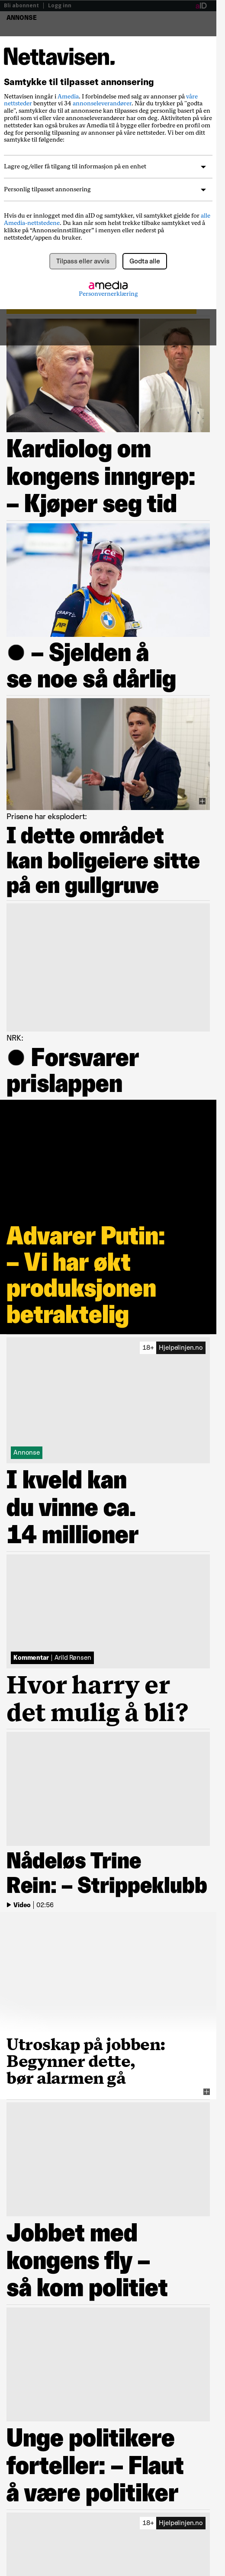 Bli abonnent | Logg inn
aID
ANNONSE
Nettavisen.
Samtykke til tilpasset annonsering
Nettavisen inngår i Amedia. I forbindelse med salg av annonser på våre
nettsteder benytter vi 34 annonseleverandører. Når du trykker på "godta
alle", samtykker du til at annonsene kan tilpasses deg personlig basert på en
profil som vi eller våre annonseleverandører har om deg. Aktiviteten på våre
nettsteder kan også brukes av Amedia til å bygge eller forbedre en profil om
deg for personlig tilpasning av annonser på våre nettsteder. Vi ber om ditt
samtykke til følgende:
Lagre og/eller få tilgang til informasjon på en enhet
Personlig tilpasset annonsering
Hvis du er innlogget med din aID og samtykker, vil samtykket gjelde for alle
Amedia-nettstedene. Du kan når som helst trekke tilbake samtykket ved å
klikke på “Annonseinnstillinger” i menyen eller nederst på
nettstedet/appen du bruker.
Tilpass eller avvis
Godta alle
amedia
Personvernerklæring
Kardiolog om
kongens inngrep:
– Kjøper seg tid
– Sjelden å
se noe så dårlig
Prisene har eksplodert:
I dette området
kan boligeiere sitte
på en gullgruve
NRK:
Forsvarer
prislappen
Advarer Putin:
– Vi har økt
produksjonen
betraktelig
18+ Hjelpelinjen.no
Annonse
I kveld kan
du vinne ca.
14 millioner
Kommentar | Arild Rønsen
Hvor harry er
det mulig å bli?
Nådeløs Trine
Rein: – Strippeklubb
Video | 02:56
Utroskap på jobben:
Begynner dette,
bør alarmen gå
Jobbet med
kongens fly –
så kom politiet
Unge politikere
forteller: – Flaut
å være politiker
18+ Hjelpelinjen.no